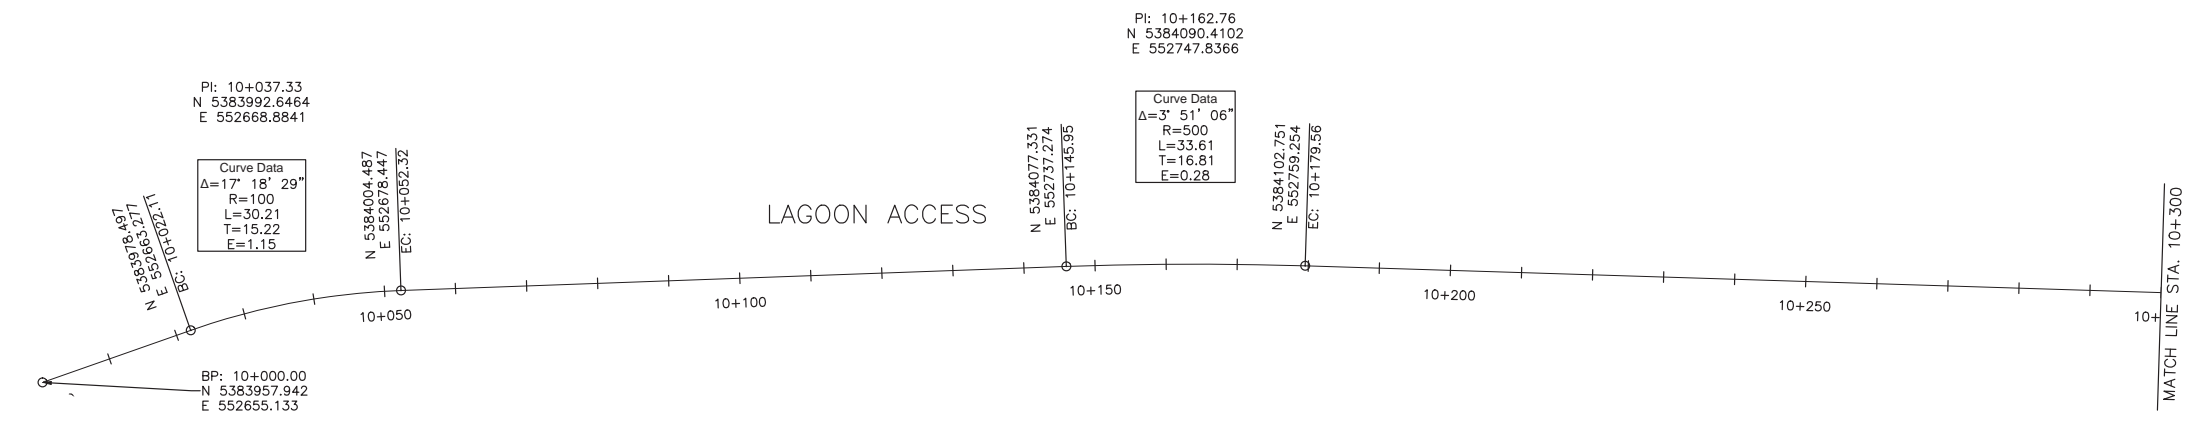 PI: 10+162.76
N 5384090.4102
E 552747.8366
PI: 10+037.33
N 5383992.6464
E 552668.8841
Curve Data
Δ=3° 51' 06"
R=500
L=33.61
T=16.81
E=0.28
Curve Data
Δ=17° 18' 29"
R=100
L=30.21
T=15.22
E=1.15
N 5383978.497
E 552663.277
BC: 10+022.11
N 5384004.487
E 552678.447
EC: 10+052.32
LAGOON ACCESS
N 5384077.331
E 552737.274
BC: 10+145.95
N 5384102.751
E 552759.254
EC: 10+179.56
10+050
10+100
10+150
10+200
10+250
10+
MATCH LINE STA. 10+300
BP: 10+000.00
N 5383957.942
E 552655.133